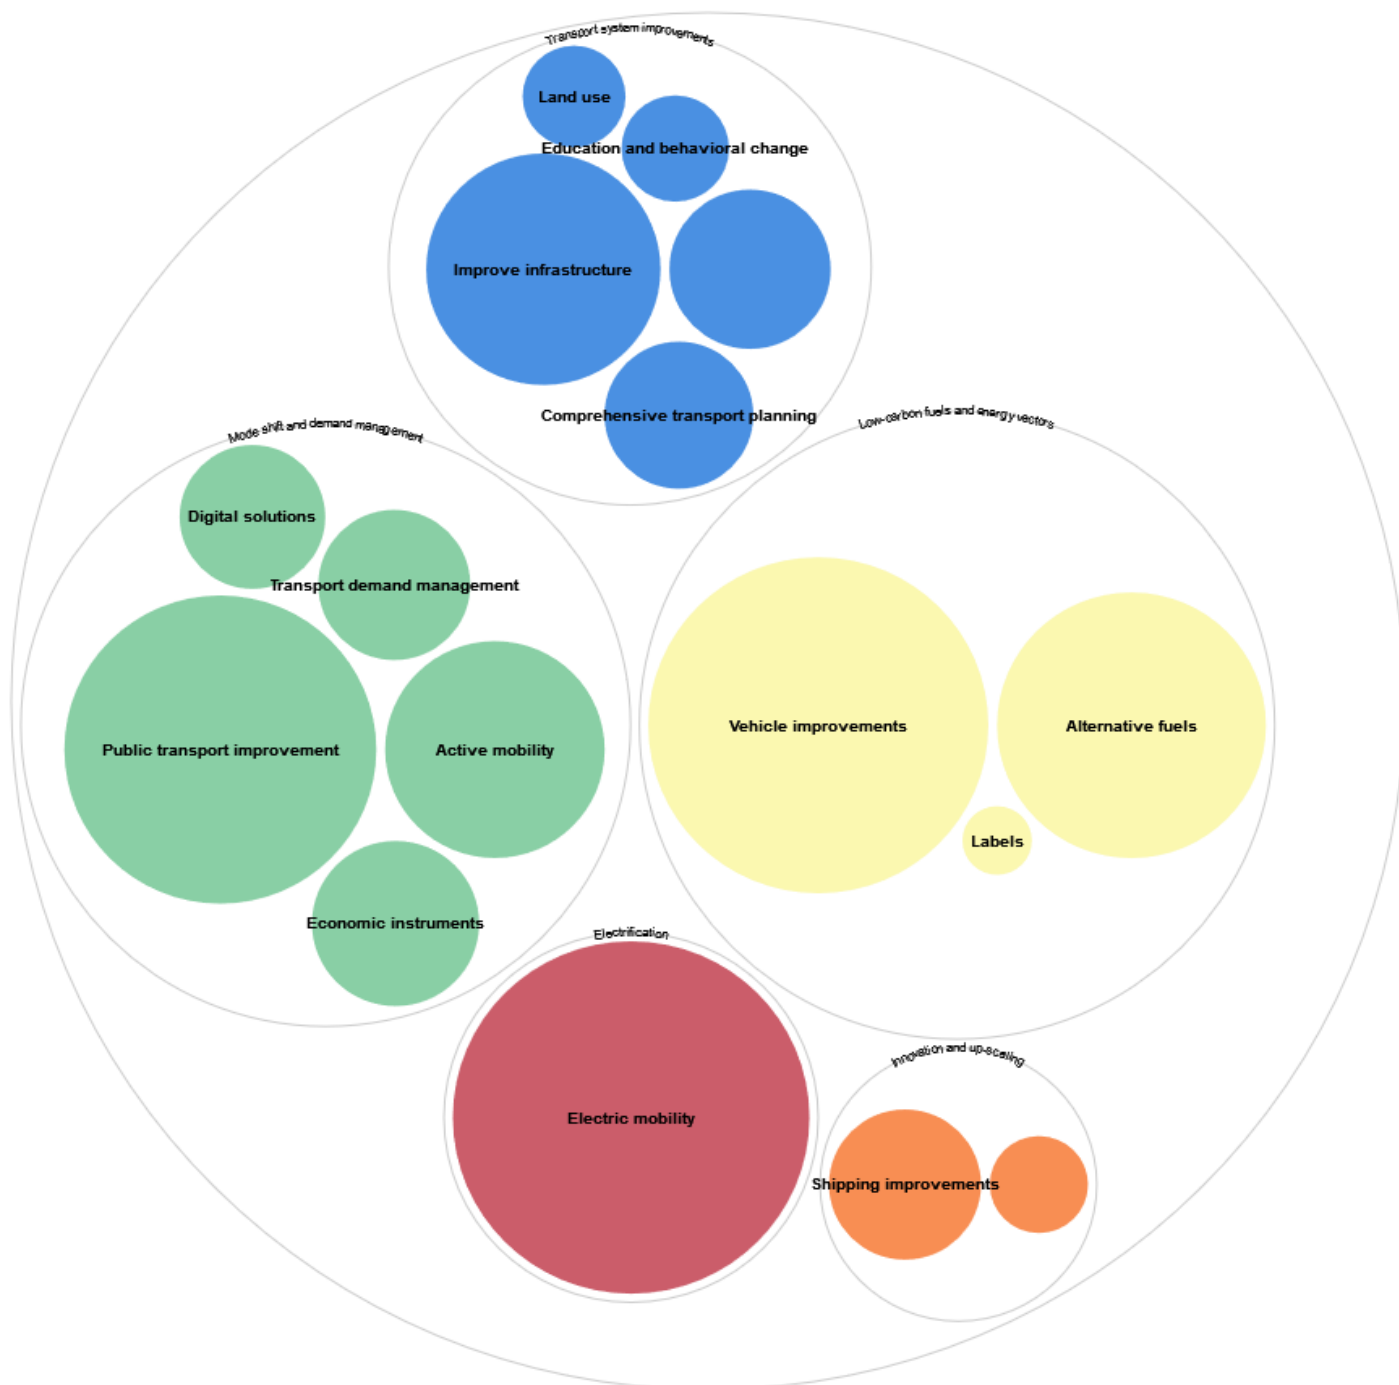 Transport system improvements
Land use
Education and behavioral change
Improve infrastructure
Comprehensive transport planning
Mode shift and demand management
Digital solutions
Transport demand management
Public transport improvement
Active mobility
Economic instruments
Low-carbon fuels and energy vectors
Vehicle improvements
Alternative fuels
Labels
Electrification
Electric mobility
Innovation and up-scaling
Shipping improvements